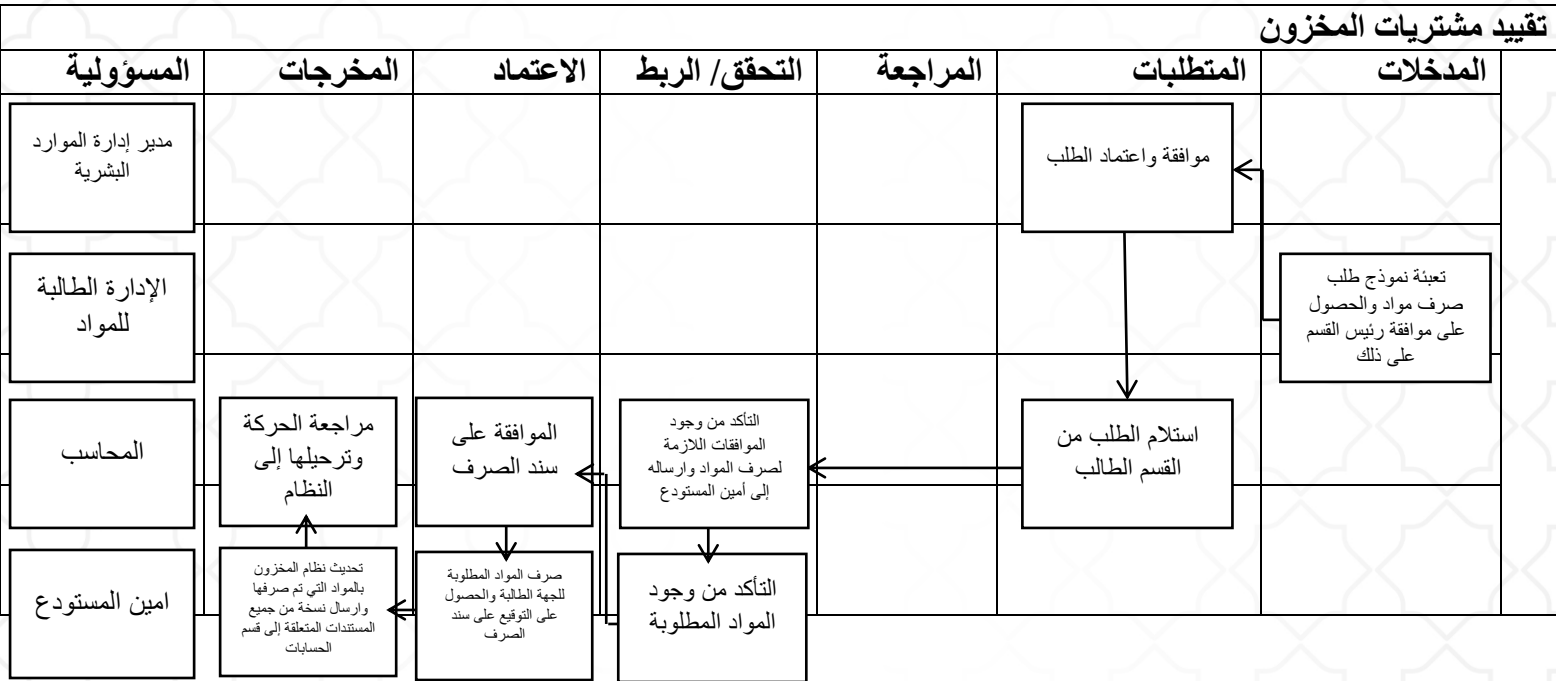 تقييد مشتريات المخزون
المدخلات
المتطلبات
المراجعة
التحقق/ الربط
الاعتماد
المخرجات
المسؤولية
موافقة واعتماد الطلب
مدير إدارة الموارد
البشرية
تعبئة نموذج طلب
صرف مواد والحصول
على موافقة رئيس القسم
على ذلك
الإدارة الطالبة
للمواد
استلام الطلب من
القسم الطالب
التأكد من وجود
الموافقات اللازمة
لصرف المواد وارساله
إلى أمين المستودع
الموافقة على
سند الصرف
مراجعة الحركة
وترحيلها إلى
النظام
المحاسب
التأكد من وجود
المواد المطلوبة
صرف المواد المطلوبة
للجهة الطالبة والحصول
على التوقيع على سند
الصرف
تحديث نظام المخزون
بالمواد التي تم صرفها
وارسال نسخة من جميع
المستندات المتعلقة إلى قسم
الحسابات
امين المستودع